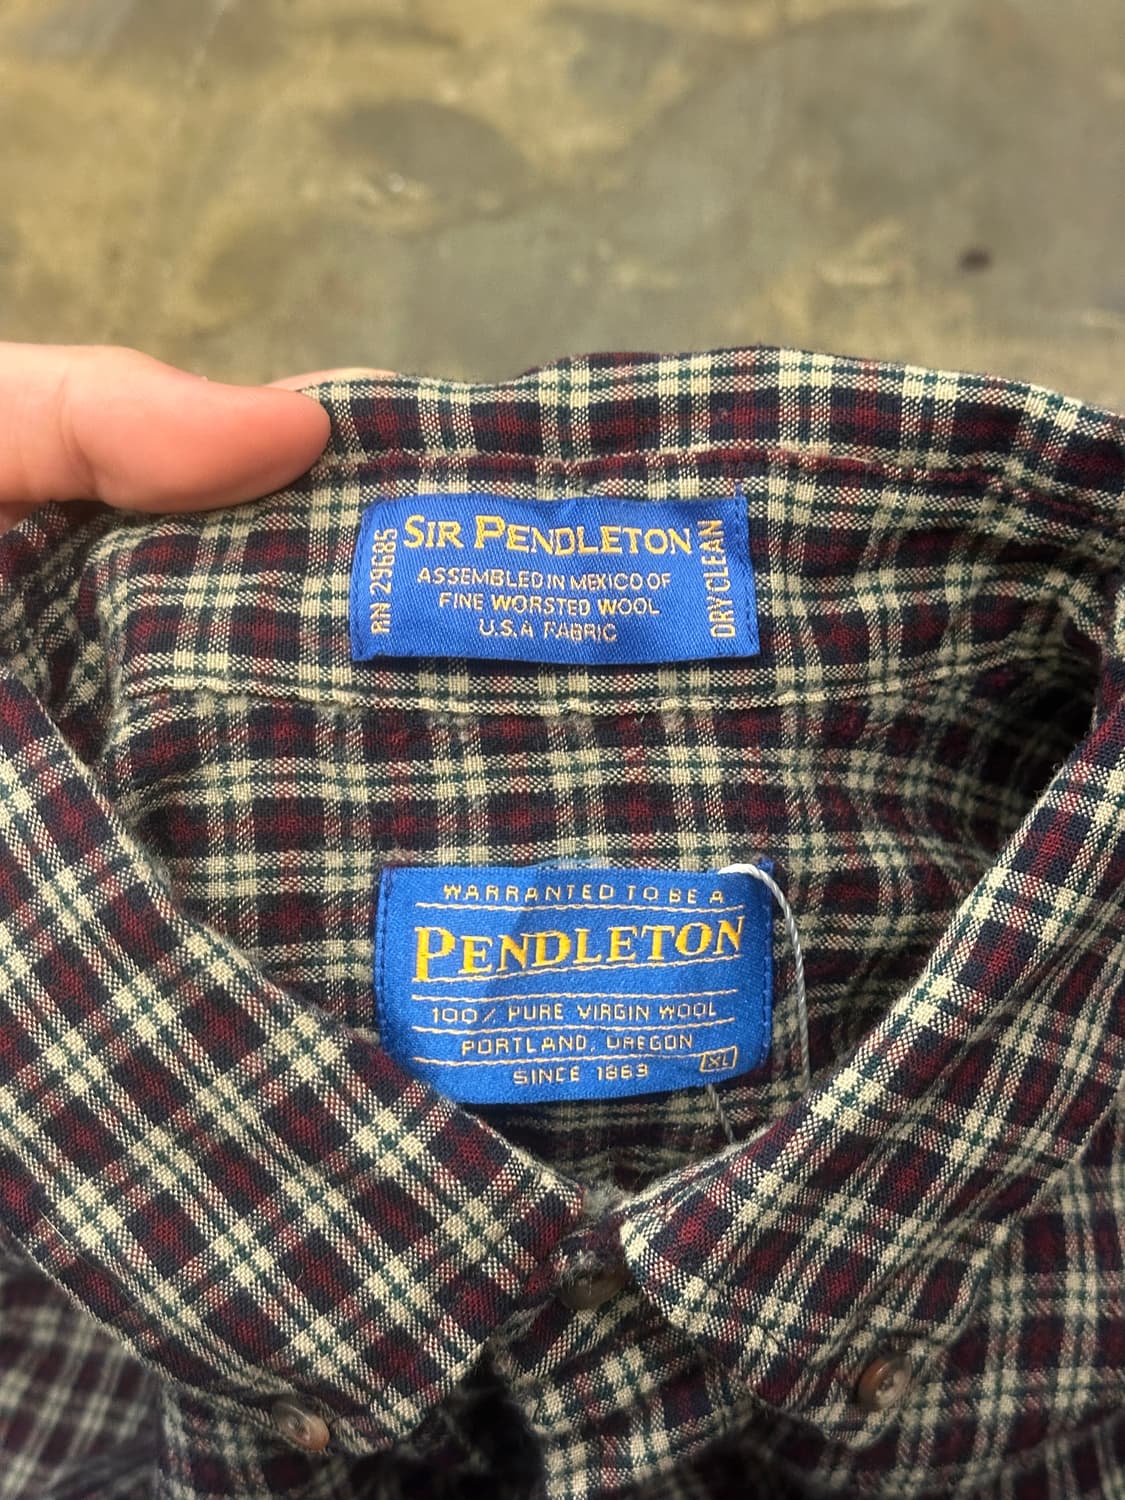 SIR PENDLETON
RN 29685
ASSEMBLED IN MEXICO OF
FINE WORSTED WOOL
U.S.A FABRIC
DRY CLEAN
WARRANTED TO BE A
PENDLETON
100% PURE VIRGIN WOOL
PORTLAND, OREGON
XL
SINCE 1863